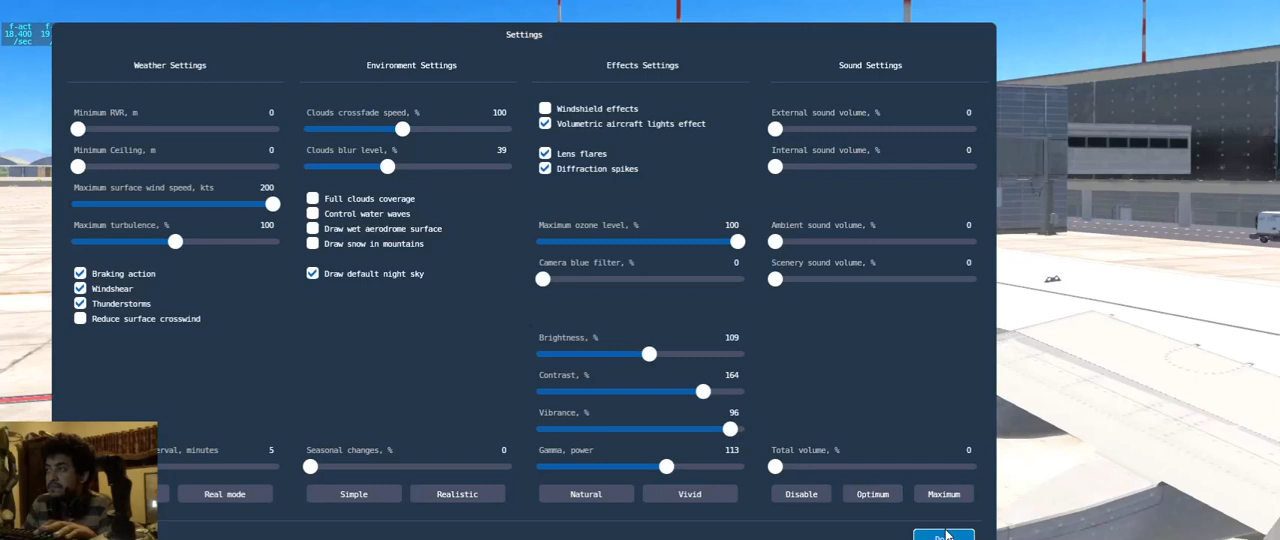 f-act f
18.400 19.
/sec /
Settings
Weather Settings
Minimum RVR, m 0
Minimum Ceiling, m 0
Maximum surface wind speed, kts 200
Maximum turbulence, % 100
Braking action
Windshear
Thunderstorms
Reduce surface crosswind
erval, minutes 5
Real mode
Environment Settings
Clouds crossfade speed, % 100
Clouds blur level, % 39
Full clouds coverage
Control water waves
Draw wet aerodrome surface
Draw snow in mountains
Draw default night sky
Seasonal changes, % 0
Simple Realistic
Effects Settings
Windshield effects
Volumetric aircraft lights effect
Lens flares
Diffraction spikes
Maximum ozone level, % 100
Camera blue filter, % 0
Brightness, % 109
Contrast, % 164
Vibrance, % 96
Gamma, power 113
Natural Vivid
Sound Settings
External sound volume, % 0
Internal sound volume, % 0
Ambient sound volume, % 0
Scenery sound volume, % 0
Total volume, % 0
Disable Optimum Maximum